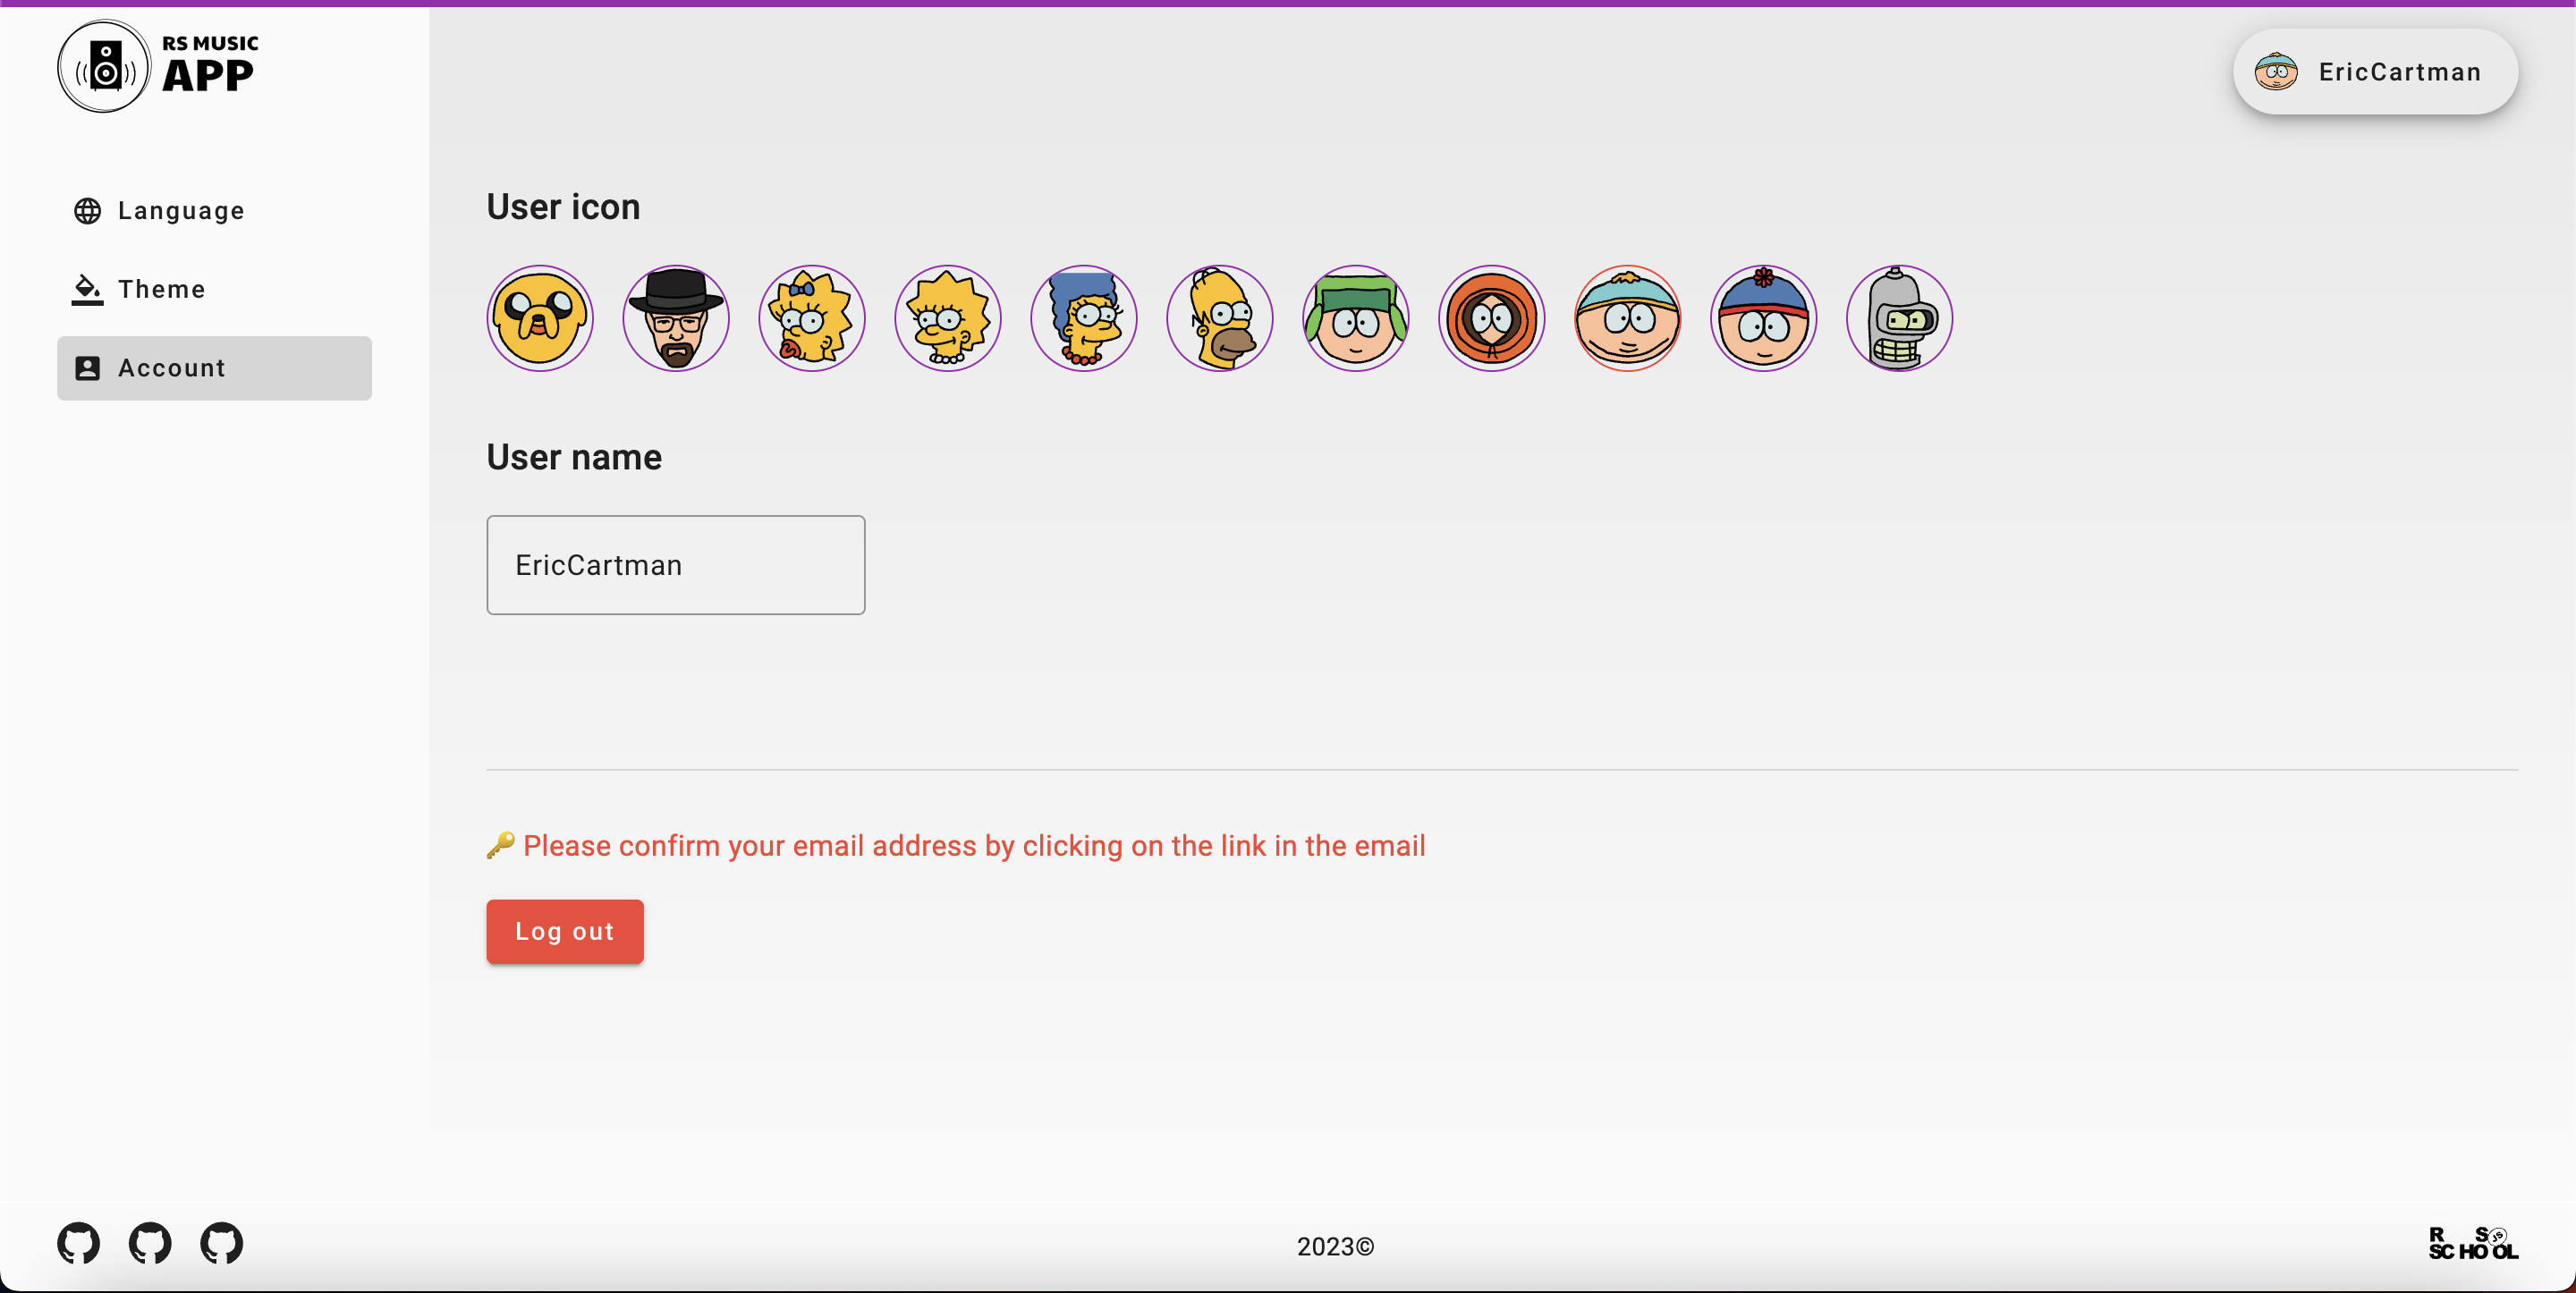 RS MUSIC
APP
EricCartman
Language
Theme
Account
User icon
User name
EricCartman
Please confirm your email address by clicking on the link in the email
Log out
2023©
R S JS
SCHOOL